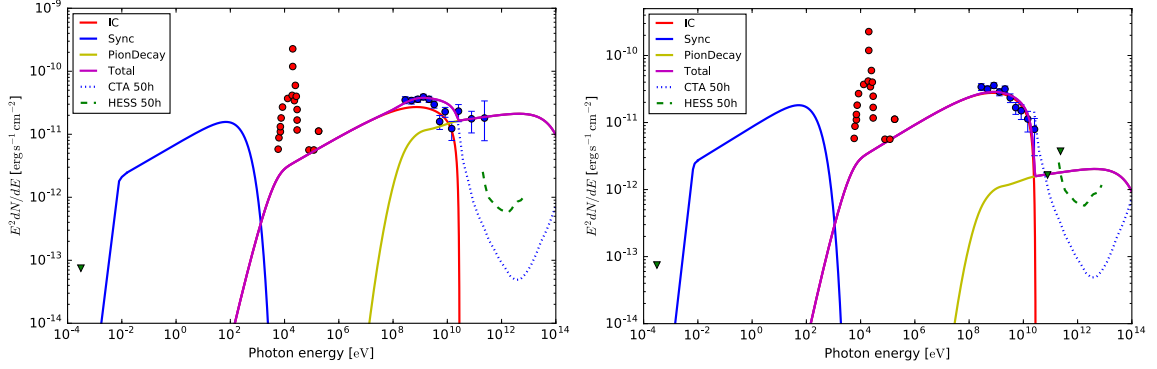 10^-9
10^-10
10^-11
10^-12
10^-13
10^-14
E^2 dN/dE [erg s^-1 cm^-2]
IC
Sync
PionDecay
Total
CTA 50h
HESS 50h
10^-4 10^-2 10^0 10^2 10^4 10^6 10^8 10^10 10^12 10^14
Photon energy [eV]
10^-10
10^-11
10^-12
10^-13
10^-14
E^2 dN/dE [erg s^-1 cm^-2]
IC
Sync
PionDecay
Total
CTA 50h
HESS 50h
10^-4 10^-2 10^0 10^2 10^4 10^6 10^8 10^10 10^12 10^14
Photon energy [eV]